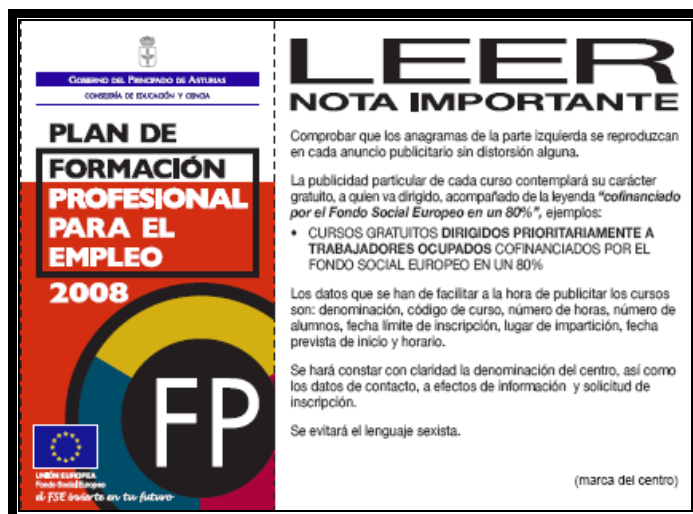 GOBIERNO DEL PRINCIPADO DE ASTURIAS
CONSEJERÍA DE EDUCACIÓN Y CIENCIA
PLAN DE
FORMACIÓN
PROFESIONAL
PARA EL
EMPLEO
2008
FP
UNIÓN EUROPEA
Fondo Social Europeo
el FSE invierte en tu futuro
LEER
NOTA IMPORTANTE
Comprobar que los anagramas de la parte izquierda se reproduzcan
en cada anuncio publicitario sin distorsión alguna.
La publicidad particular de cada curso contemplará su carácter
gratuito, a quien va dirigido, acompañado de la leyenda "cofinanciado
por el Fondo Social Europeo en un 80%", ejemplos:
• CURSOS GRATUITOS DIRIGIDOS PRIORITARIAMENTE A
TRABAJADORES OCUPADOS COFINANCIADOS POR EL
FONDO SOCIAL EUROPEO EN UN 80%
Los datos que se han de facilitar a la hora de publicitar los cursos
son: denominación, código de curso, número de horas, número de
alumnos, fecha límite de inscripción, lugar de impartición, fecha
prevista de inicio y horario.
Se hará constar con claridad la denominación del centro, así como
los datos de contacto, a efectos de información y solicitud de
inscripción.
Se evitará el lenguaje sexista.
(marca del centro)